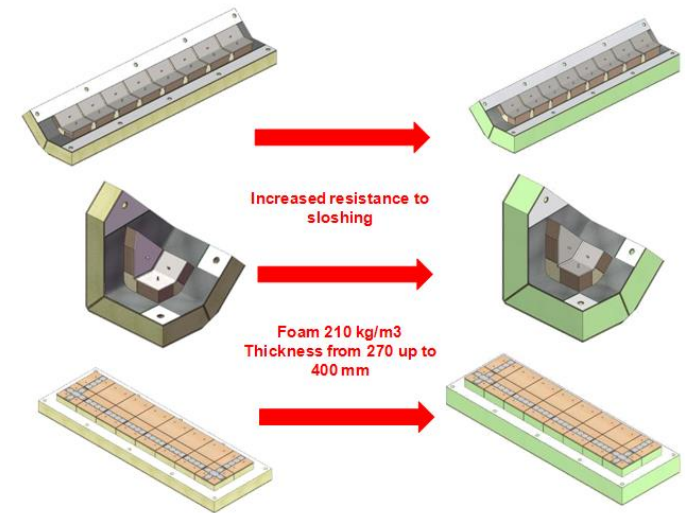 Increased resistance to
sloshing
Foam 210 kg/m3
Thickness from 270 up to
400 mm